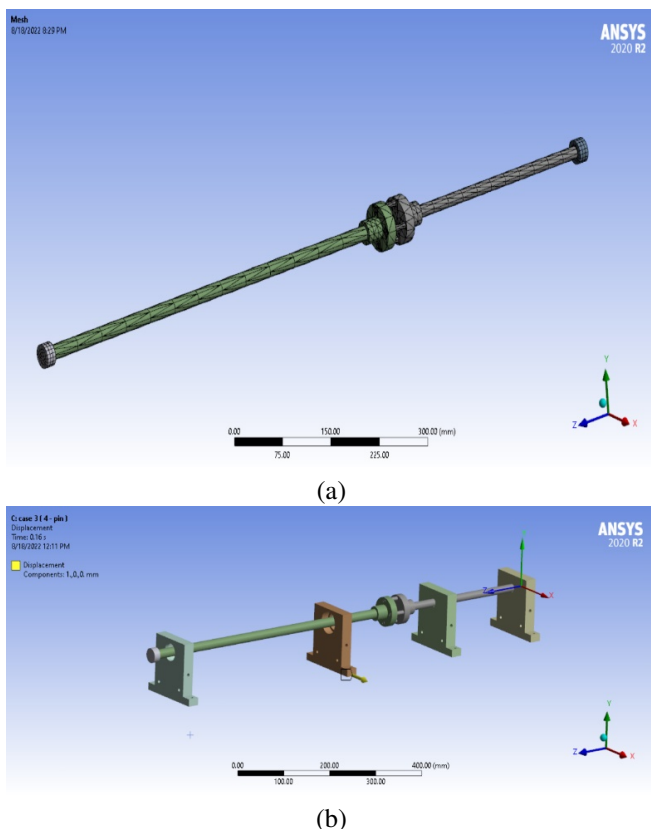 Mesh
8/18/2022 8:29 PM
ANSYS
2020 R2
Y
Z
X
0.00 150.00 300.00 (mm)
75.00 225.00
(a)
C: case 3 ( 4 - pin )
Displacement
Time: 0.16 s
8/18/2022 12:11 PM
Displacement
Components: 1.,0.,0. mm
ANSYS
2020 R2
Y
Z
X
Y
Z
X
0.00 200.00 400.00 (mm)
100.00 300.00
(b)